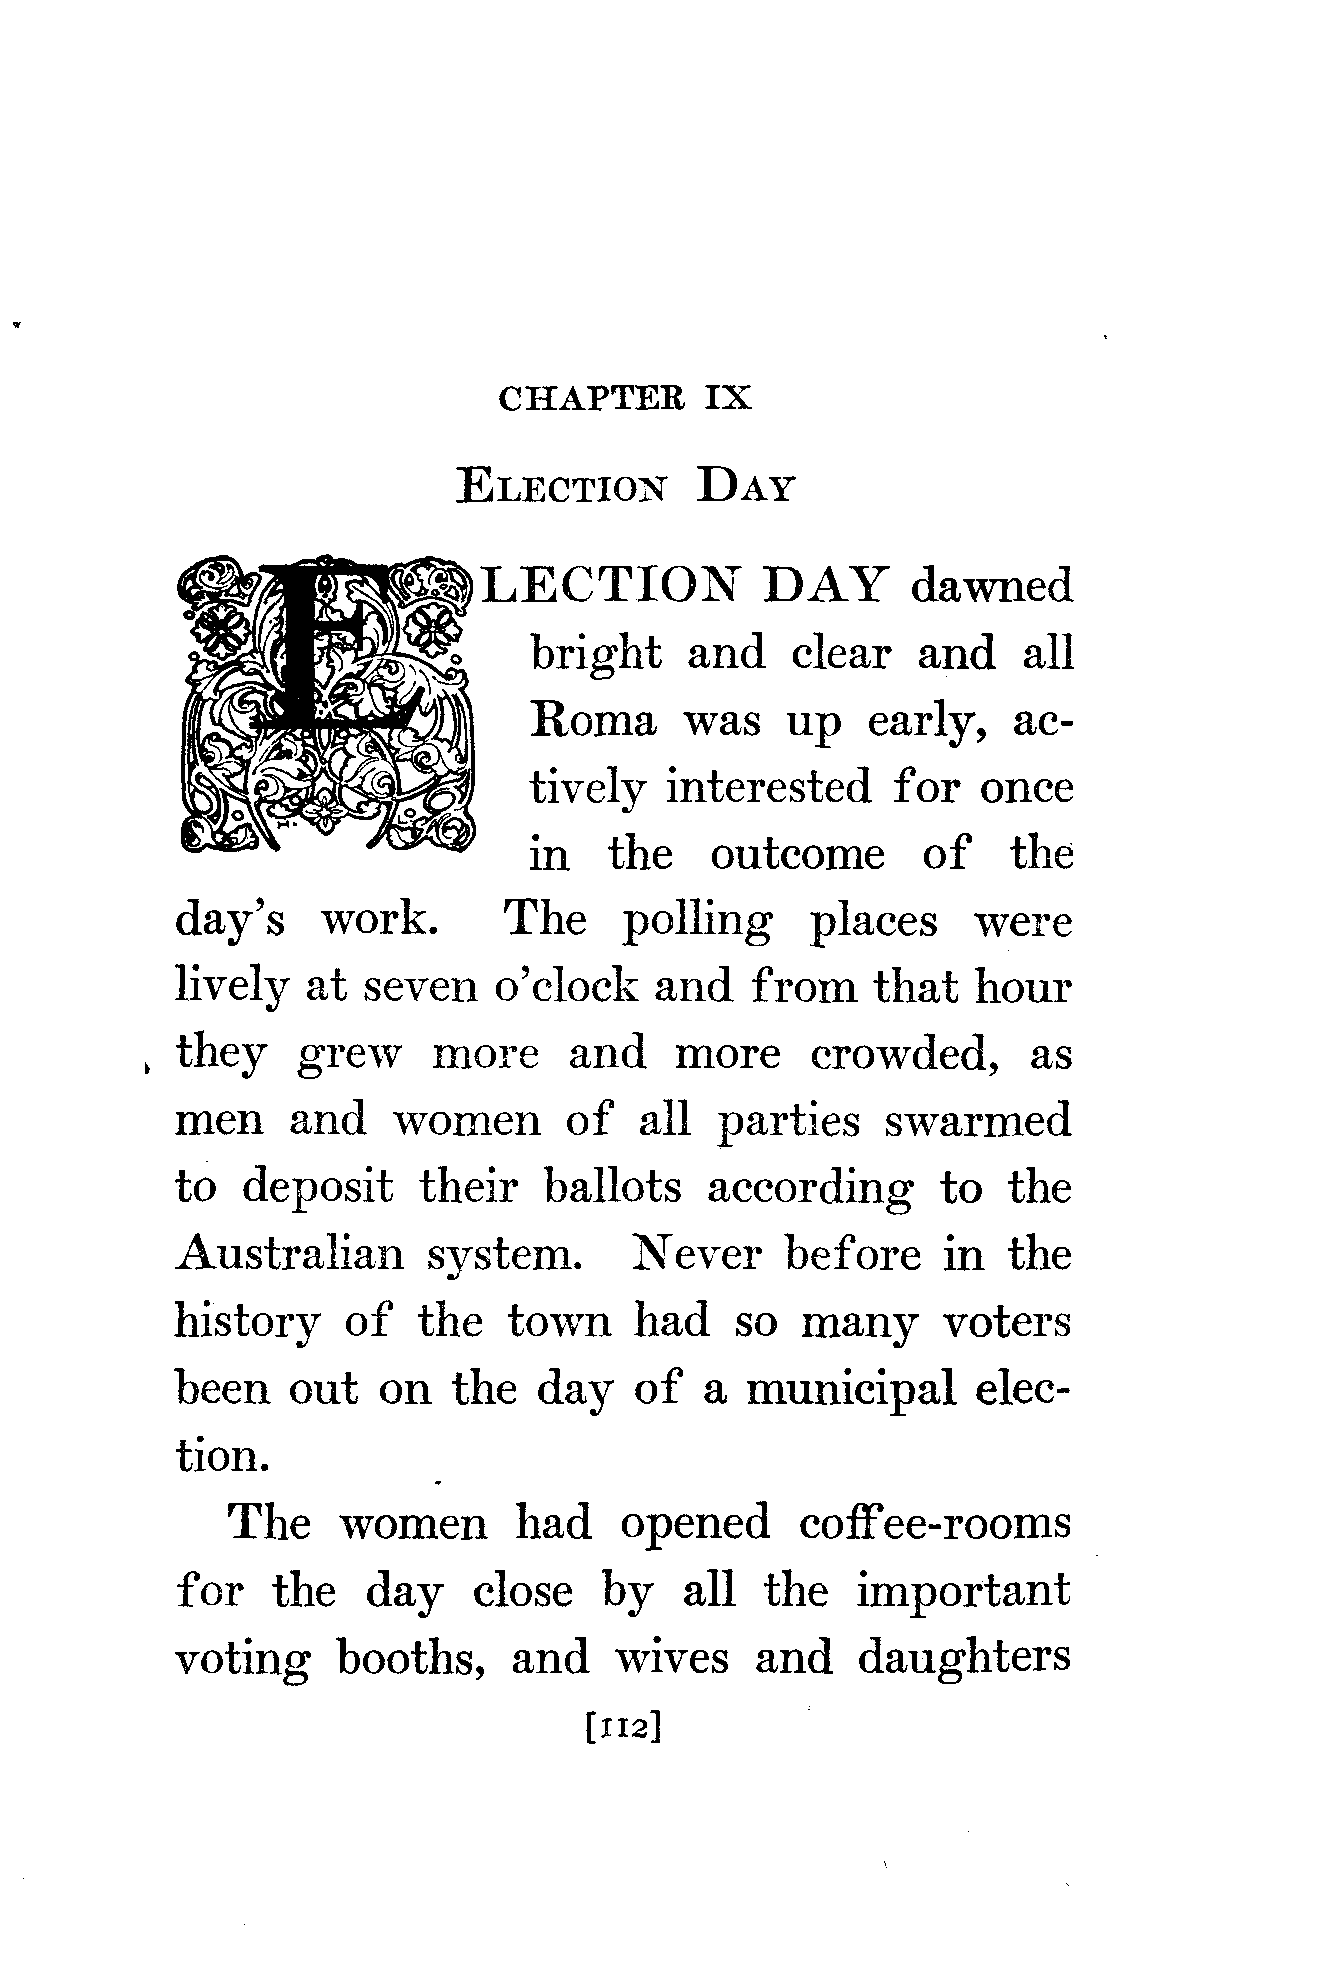 CHAPTER IX
ELECTION DAY
ELECTION DAY dawned
bright and clear and all
Roma was up early, ac-
tively interested for once
in the outcome of the
day's work. The polling places were
lively at seven o'clock and from that hour
they grew more and more crowded, as
men and women of all parties swarmed
to deposit their ballots according to the
Australian system. Never before in the
history of the town had so many voters
been out on the day of a municipal elec-
tion.
The women had opened coffee-rooms
for the day close by all the important
voting booths, and wives and daughters
[112]